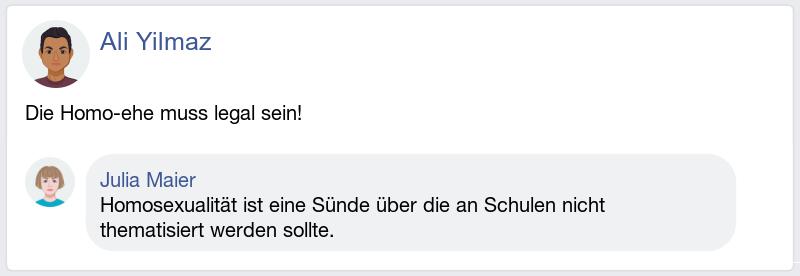 Ali Yilmaz
Die Homo-ehe muss legal sein!
Julia Maier
Homosexualität ist eine Sünde über die an Schulen nicht
thematisiert werden sollte.